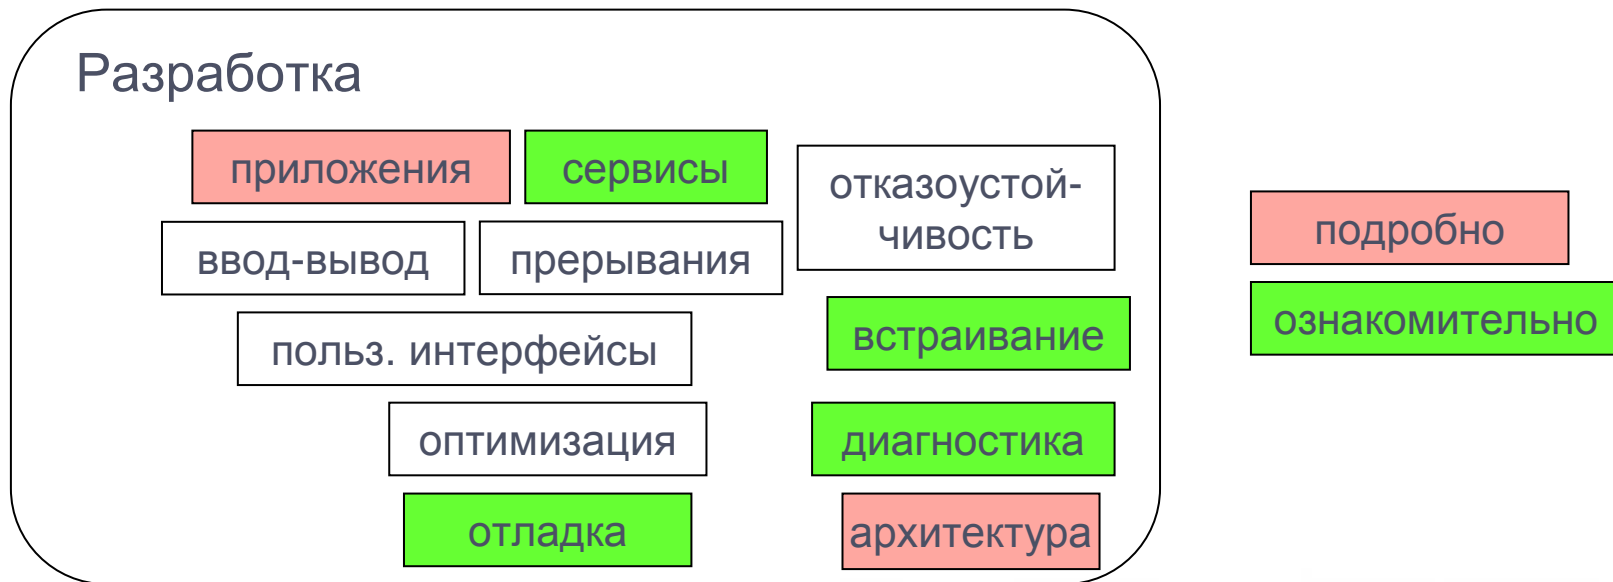 Разработка
приложения
сервисы
отказоустой-
чивость
ввод-вывод
прерывания
польз. интерфейсы
встраивание
оптимизация
диагностика
отладка
архитектура
подробно
ознакомительно